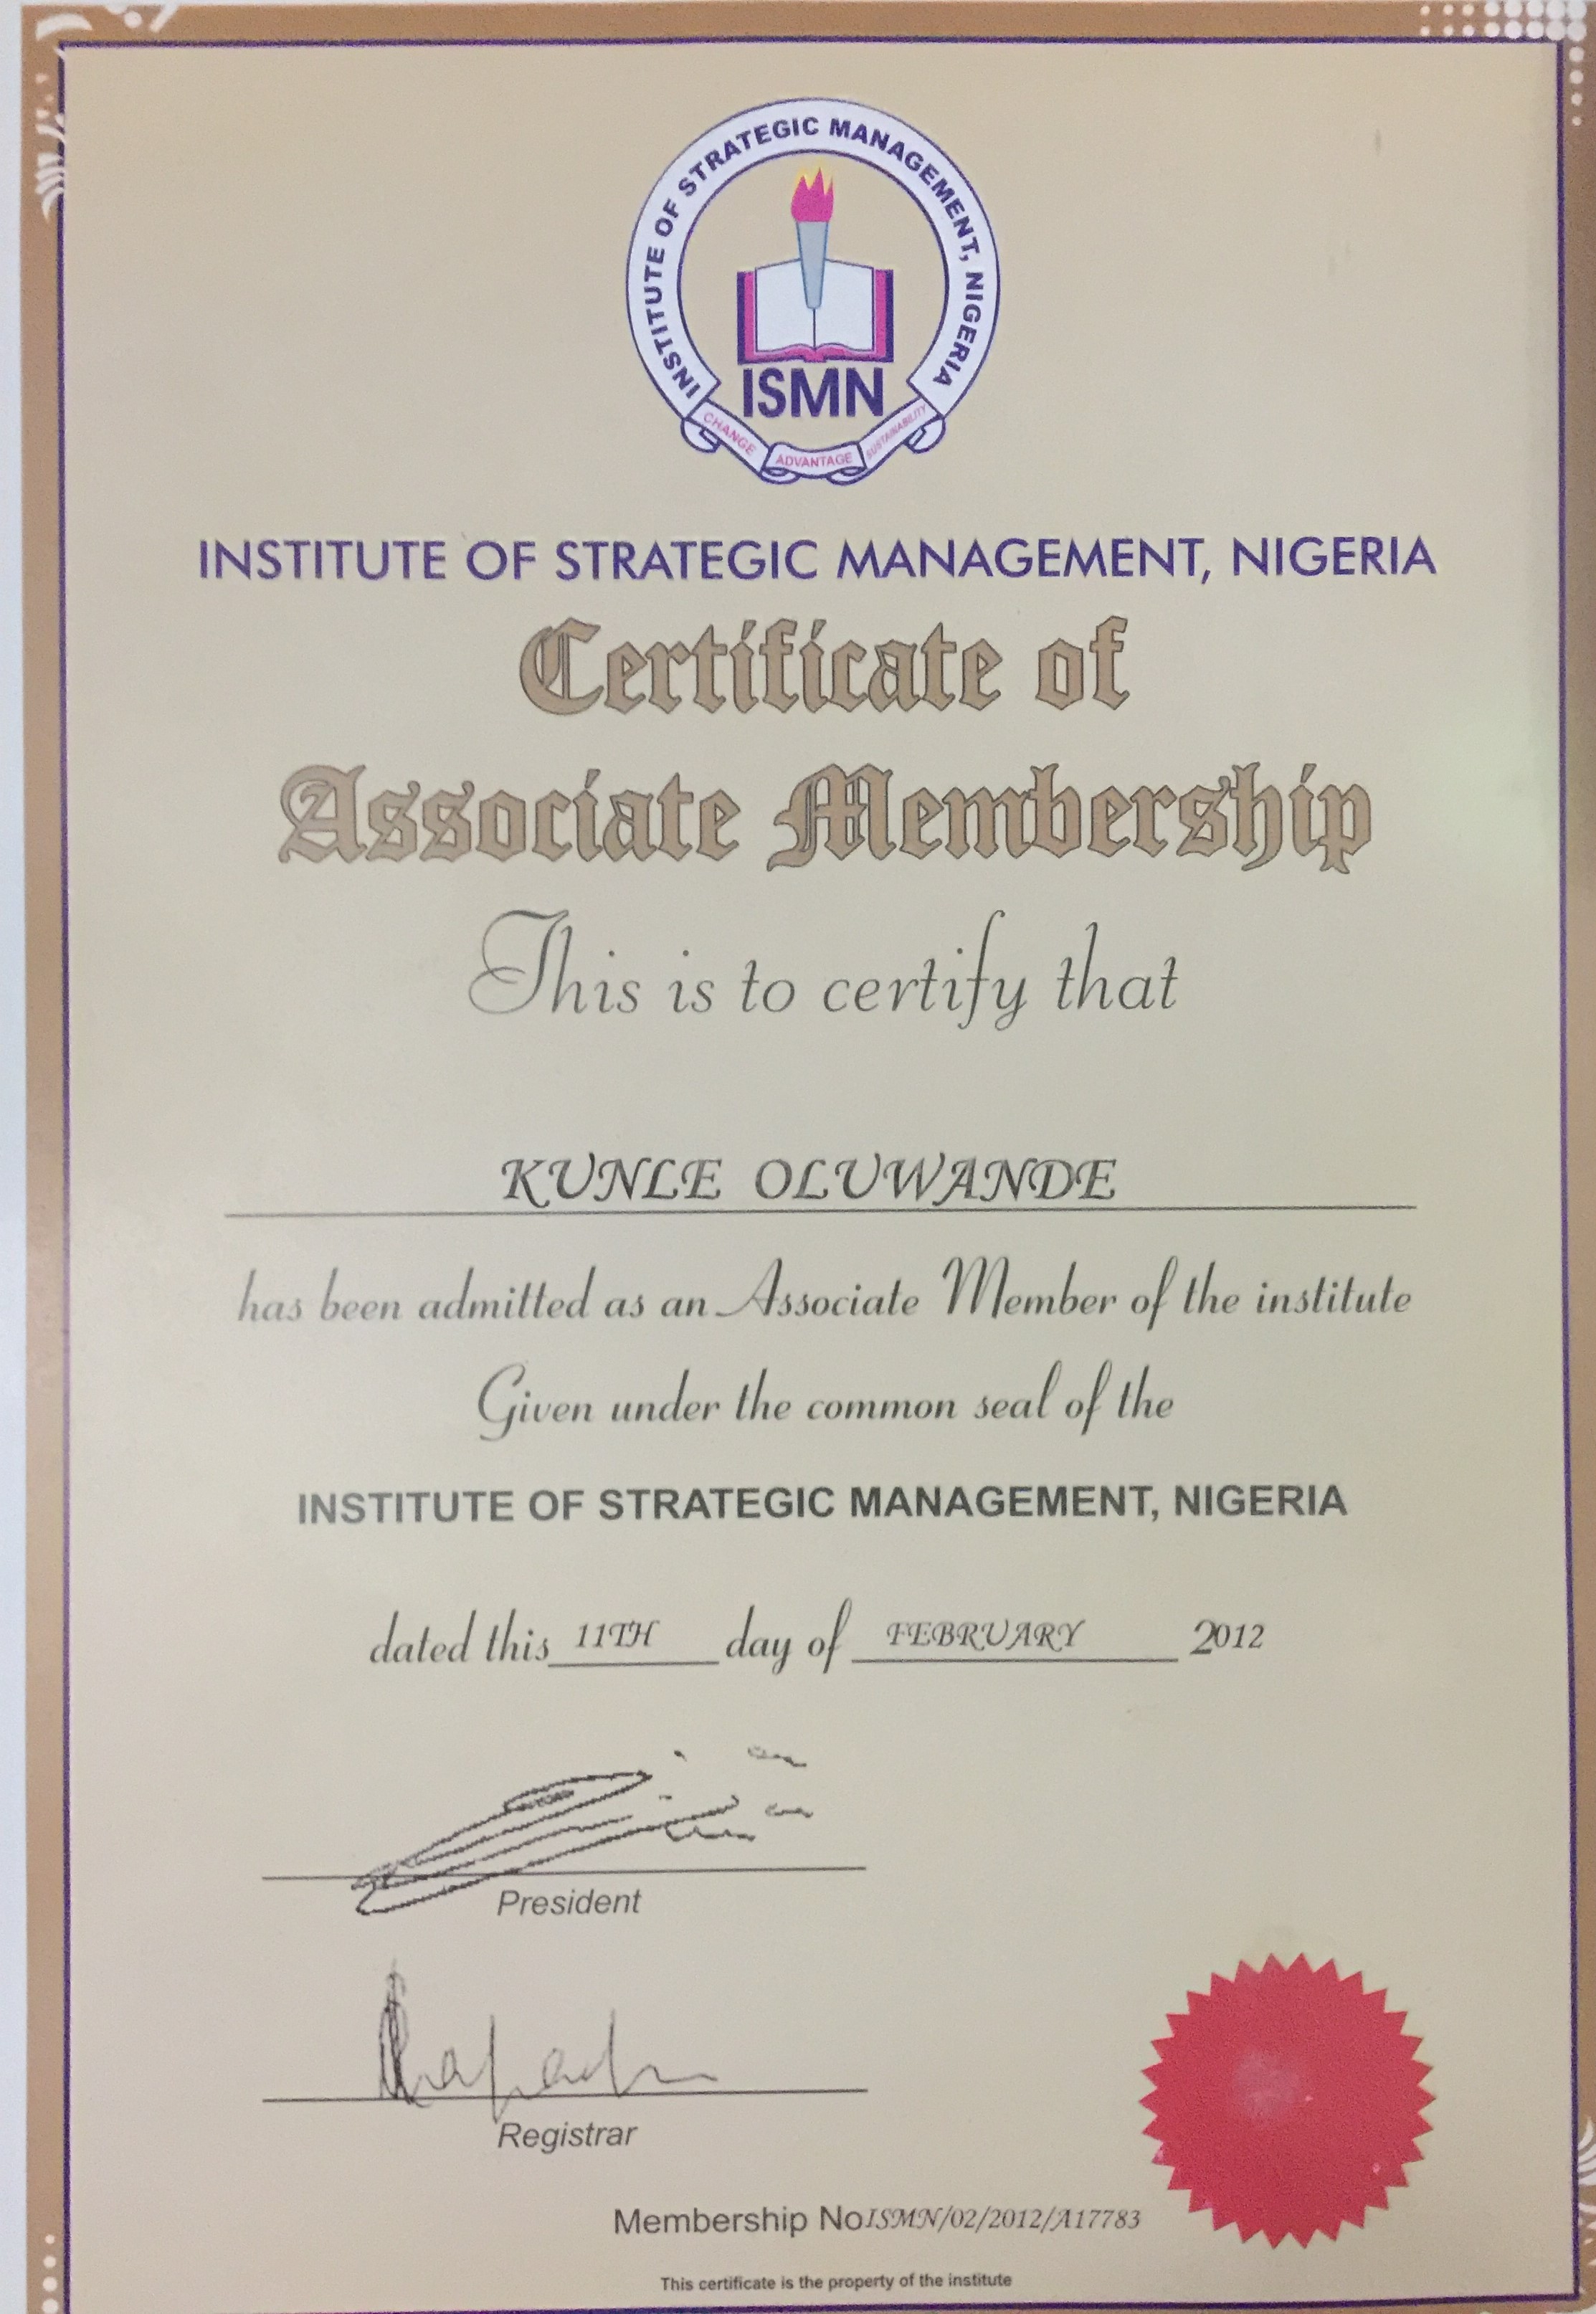 INSTITUTE OF STRATEGIC MANAGEMENT, NIGERIA
ISMN
CHANGE
ADVANTAGE
SUSTAINABILITY
INSTITUTE OF STRATEGIC MANAGEMENT, NIGERIA
Certificate of
Associate Membership
This is to certify that
KUNLE OLUWANDE
has been admitted as an Associate Member of the institute
Given under the common seal of the
INSTITUTE OF STRATEGIC MANAGEMENT, NIGERIA
dated this 11TH day of FEBRUARY 2012
President
Registrar
Membership No ISMN/02/2012/A17783
This certificate is the property of the institute